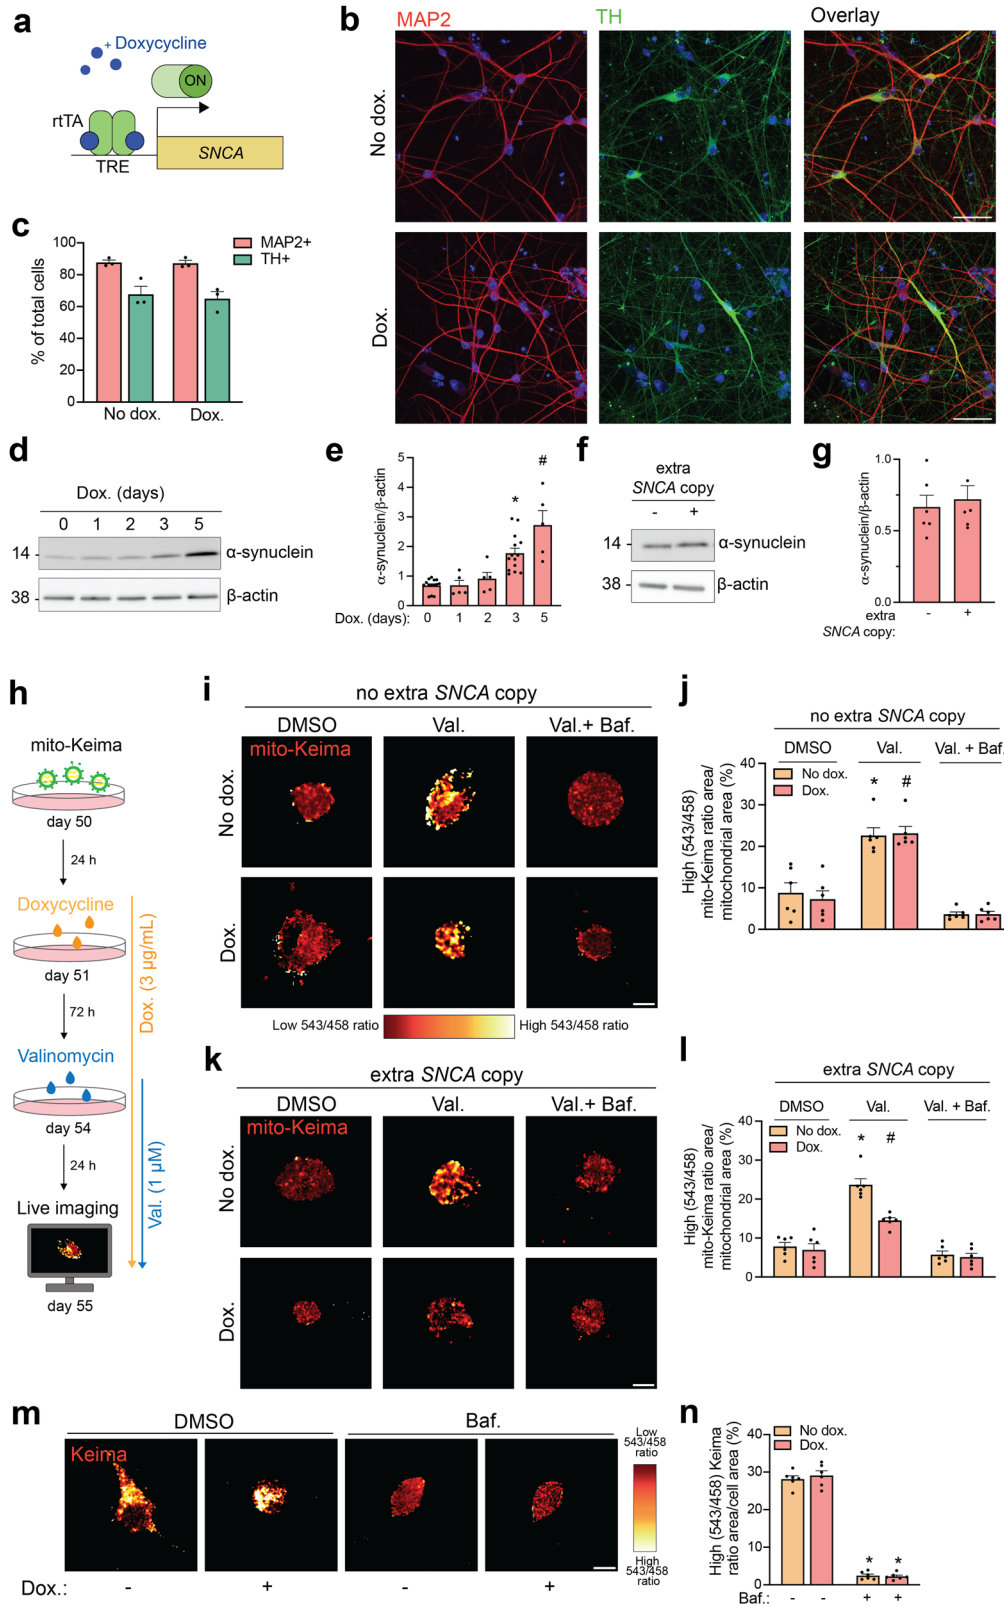 a
+ Doxycycline
ON
rtTA
TRE
SNCA
b
MAP2
TH
Overlay
No dox.
Dox.
c
% of total cells
100
80
60
40
20
0
MAP2+
TH+
No dox.
Dox.
d
Dox. (days)
0 1 2 3 5
14
α-synuclein
38
β-actin
e
α-synuclein/β-actin
5
4
3
2
1
0
*
#
Dox. (days): 0 1 2 3 5
f
extra
SNCA copy
- +
14
α-synuclein
38
β-actin
g
α-synuclein/β-actin
1.0
0.5
0.0
extra - +
SNCA copy:
h
mito-Keima
day 50
24 h
Doxycycline
day 51
72 h
Valinomycin
day 54
24 h
Live imaging
day 55
Dox. (3 µg/mL)
Val. (1 µM)
i
no extra SNCA copy
DMSO Val. Val.+ Baf.
mito-Keima
No dox.
Dox.
Low 543/458 ratio
High 543/458 ratio
j
no extra SNCA copy
DMSO Val. Val. + Baf.
High (543/458)
mito-Keima ratio area/
mitochondrial area (%)
40
30
20
10
0
No dox.
Dox.
* #
k
extra SNCA copy
DMSO Val. Val.+ Baf.
mito-Keima
No dox.
Dox.
l
extra SNCA copy
DMSO Val. Val. + Baf.
High (543/458)
mito-Keima ratio area/
mitochondrial area (%)
40
30
20
10
0
No dox.
Dox.
* #
m
DMSO Baf.
Keima
Low
543/458
ratio
High
543/458
ratio
Dox.: - + - +
n
High (543/458) Keima
ratio area/cell area (%)
40
30
20
10
0
No dox.
Dox.
* *
Baf.: - - + +